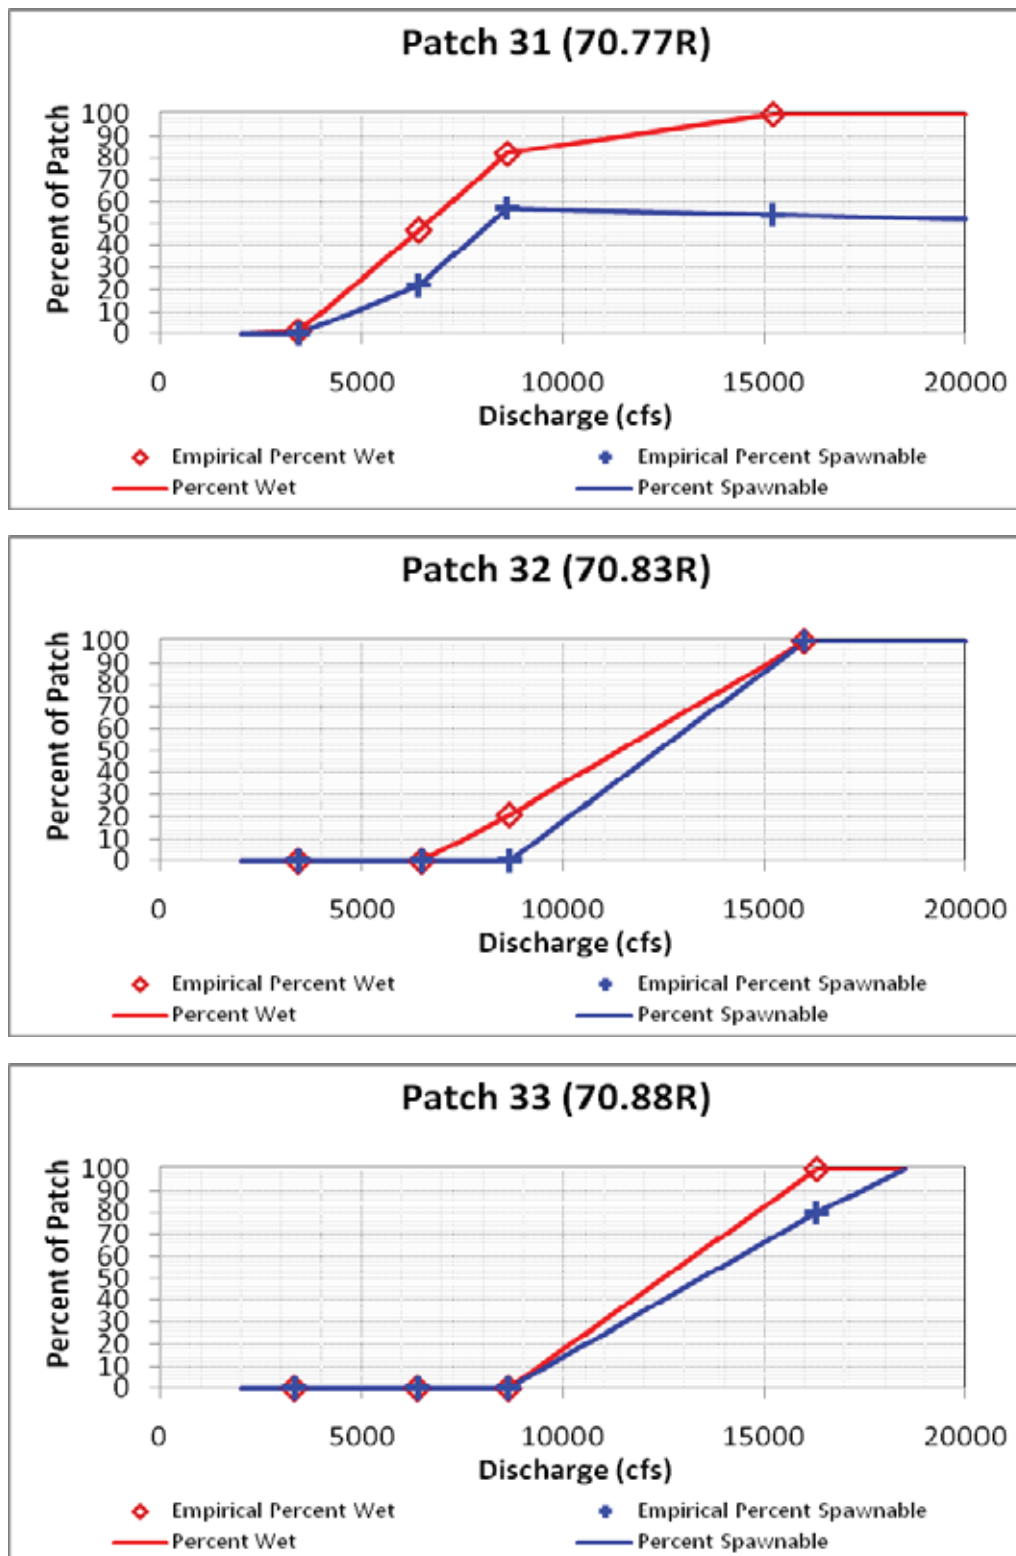 Patch 31 (70.77R)
Percent of Patch
100
90
80
70
60
50
40
30
20
10
0
0 5000 10000 15000 20000
Discharge (cfs)
Empirical Percent Wet Empirical Percent Spawnable
Percent Wet Percent Spawnable
Patch 32 (70.83R)
Percent of Patch
100
90
80
70
60
50
40
30
20
10
0
0 5000 10000 15000 20000
Discharge (cfs)
Empirical Percent Wet Empirical Percent Spawnable
Percent Wet Percent Spawnable
Patch 33 (70.88R)
Percent of Patch
100
90
80
70
60
50
40
30
20
10
0
0 5000 10000 15000 20000
Discharge (cfs)
Empirical Percent Wet Empirical Percent Spawnable
Percent Wet Percent Spawnable